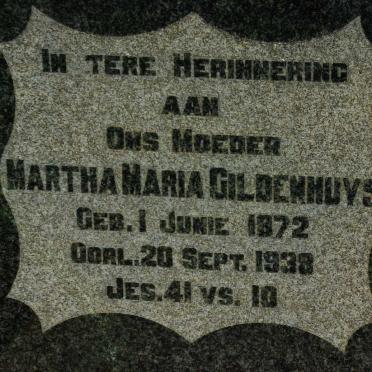 In tere Herinnering
aan
Ons Moeder
Martha Maria Gildenhuys
Geb. 1 Junie 1872
Oorl. 20 Sept. 1938
Jes. 41 vs. 10